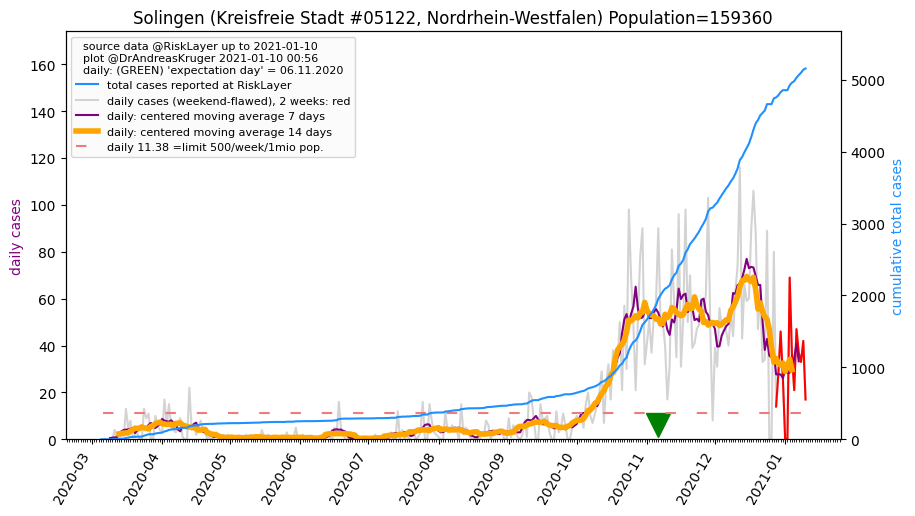 Solingen (Kreisfreie Stadt #05122, Nordrhein-Westfalen) Population=159360
source data @RiskLayer up to 2021-01-10
plot @DrAndreasKruger 2021-01-10 00:56
daily: (GREEN) 'expectation day' = 06.11.2020
total cases reported at RiskLayer
daily cases (weekend-flawed), 2 weeks: red
daily: centered moving average 7 days
daily: centered moving average 14 days
daily 11.38 =limit 500/week/1mio pop.
daily cases
160
140
120
100
80
60
40
20
0
cumulative total cases
5000
4000
3000
2000
1000
0
2020-03
2020-04
2020-05
2020-06
2020-07
2020-08
2020-09
2020-10
2020-11
2020-12
2021-01